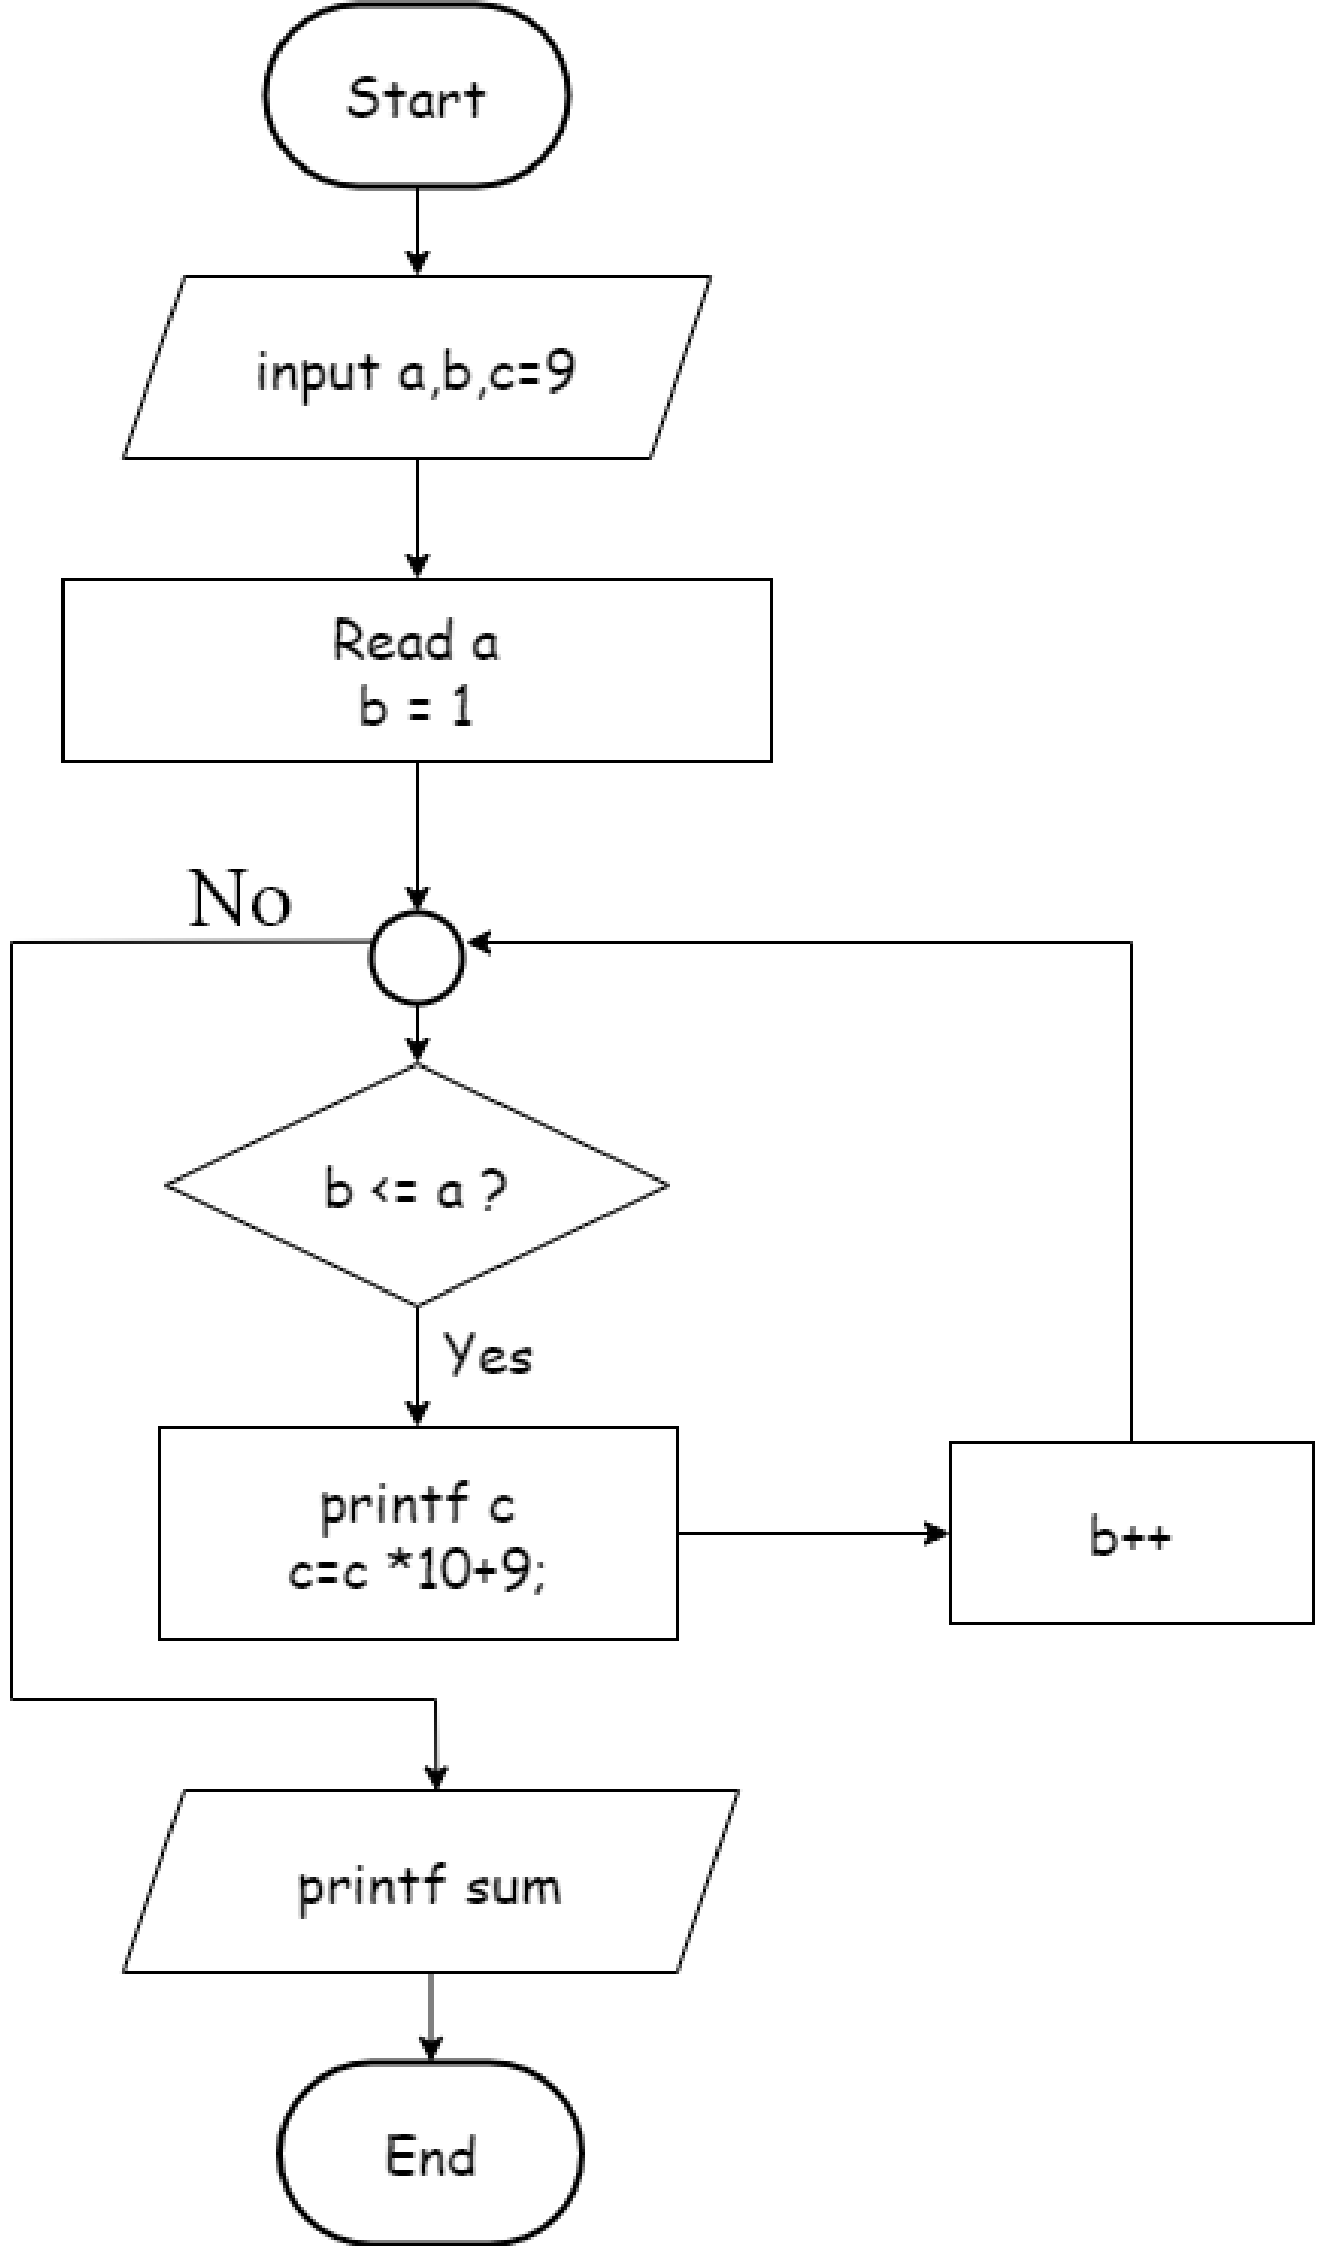 Start
input a,b,c=9
Read a
b = 1
No
b <= a ?
Yes
printf c
c=c *10+9;
b++
printf sum
End